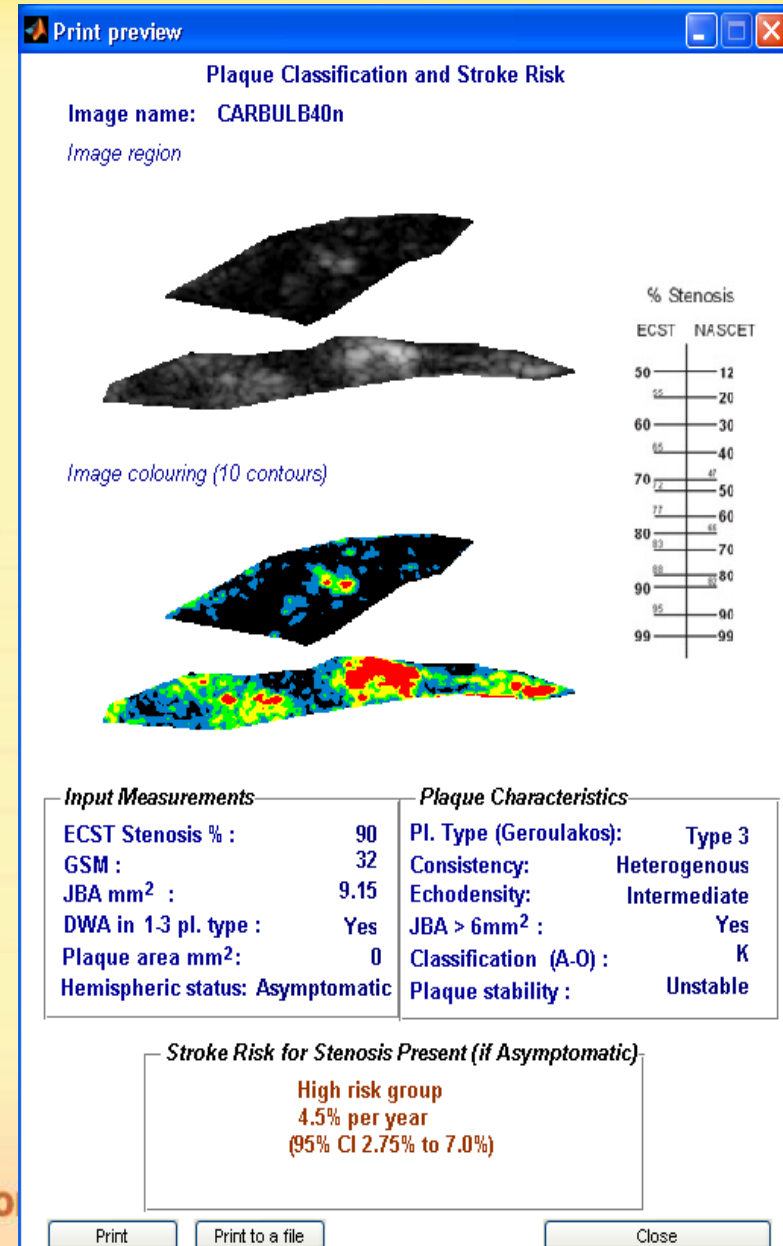 Print preview
Plaque Classification and Stroke Risk
Image name: CARBULB40n
Image region
% Stenosis
ECST NASCET
50 12
55 20
60 30
65 40
70 47
72 50
77 60
80 65
83 70
88 80
90 82
95 90
99 99
Image colouring (10 contours)
Input Measurements
ECST Stenosis % : 90
GSM : 32
JBA mm² : 9.15
DWA in 1-3 pl. type : Yes
Plaque area mm²: 0
Hemispheric status: Asymptomatic
Plaque Characteristics
Pl. Type (Geroulakos): Type 3
Consistency: Heterogenous
Echodensity: Intermediate
JBA > 6mm² : Yes
Classification (A-O) : K
Plaque stability : Unstable
Stroke Risk for Stenosis Present (if Asymptomatic)
High risk group
4.5% per year
(95% CI 2.75% to 7.0%)
Print Print to a file Close